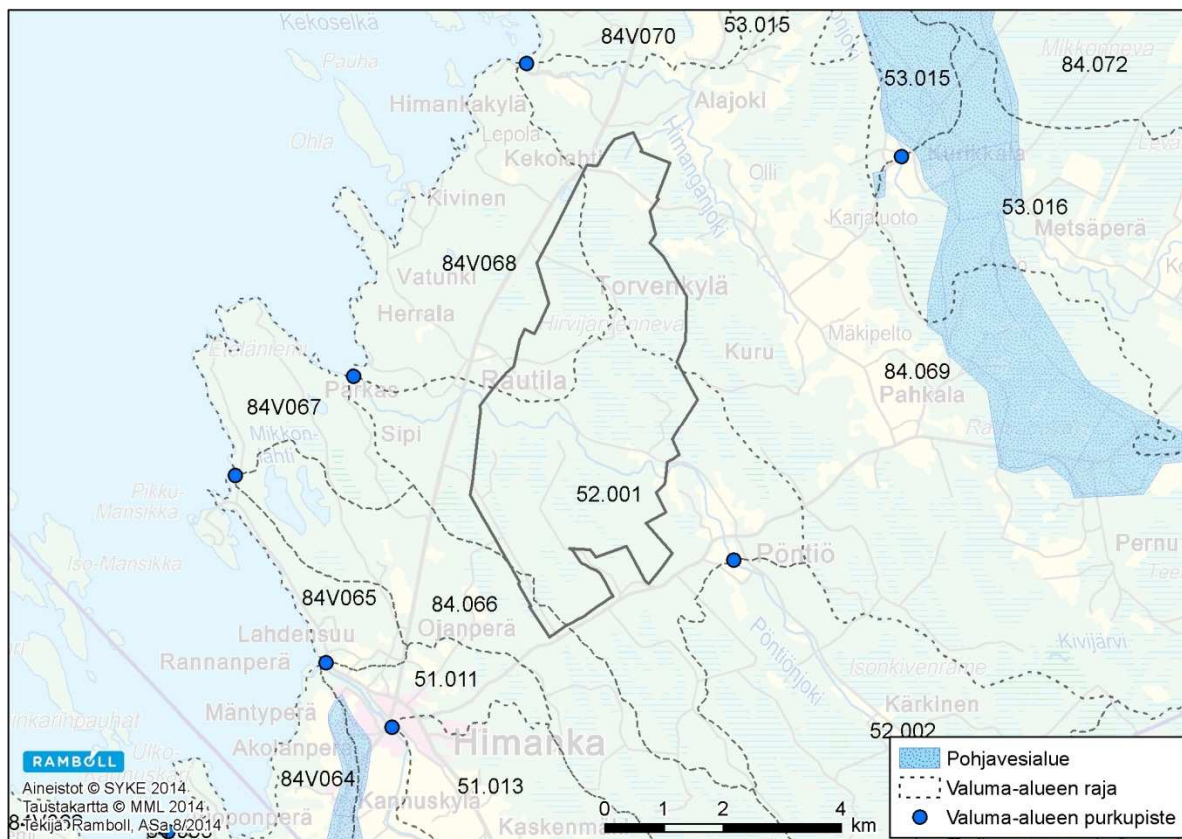 Kekoselkä
84V070
53.015
Pöntiönjoki
Mikkonneva
84.072
Pauha
53.015
Himankakylä
Alajoki
Ohla
Lepola
Kekolahti
Himanganjoki
Kurikkala
Olli
Kivinen
Karjaluoto
53.016
Metsäperä
84V068
Vatunki
Torvenkylä
Herrala
Hirvijärjenneva
Mäkipelto
Kuru
Eteläniemi
Rautila
84.069
Parkas
Pahkala
84V067
Sipi
Mikkon-
lahti
Pikku-
Mansikka
52.001
Iso-Mansikka
Pöntiö
Pernu
84V065
84.066
Ojanperä
Lahdensuu
Rannanperä
Pöntiönjoki
Kivijärvi
51.011
Isonkivenräme
Mäntyperä
Kärkinen
Himanka
52.002
Akolanperä
84V064
51.013
Kannuskylä
RAMBOLL
Aineistot © SYKE 2014
Taustakartta © MML 2014
Tekijä: Ramboll, ASa 8/2014
0 1 2 4
km
Pohjavesialue
Valuma-alueen raja
Valuma-alueen purkupiste